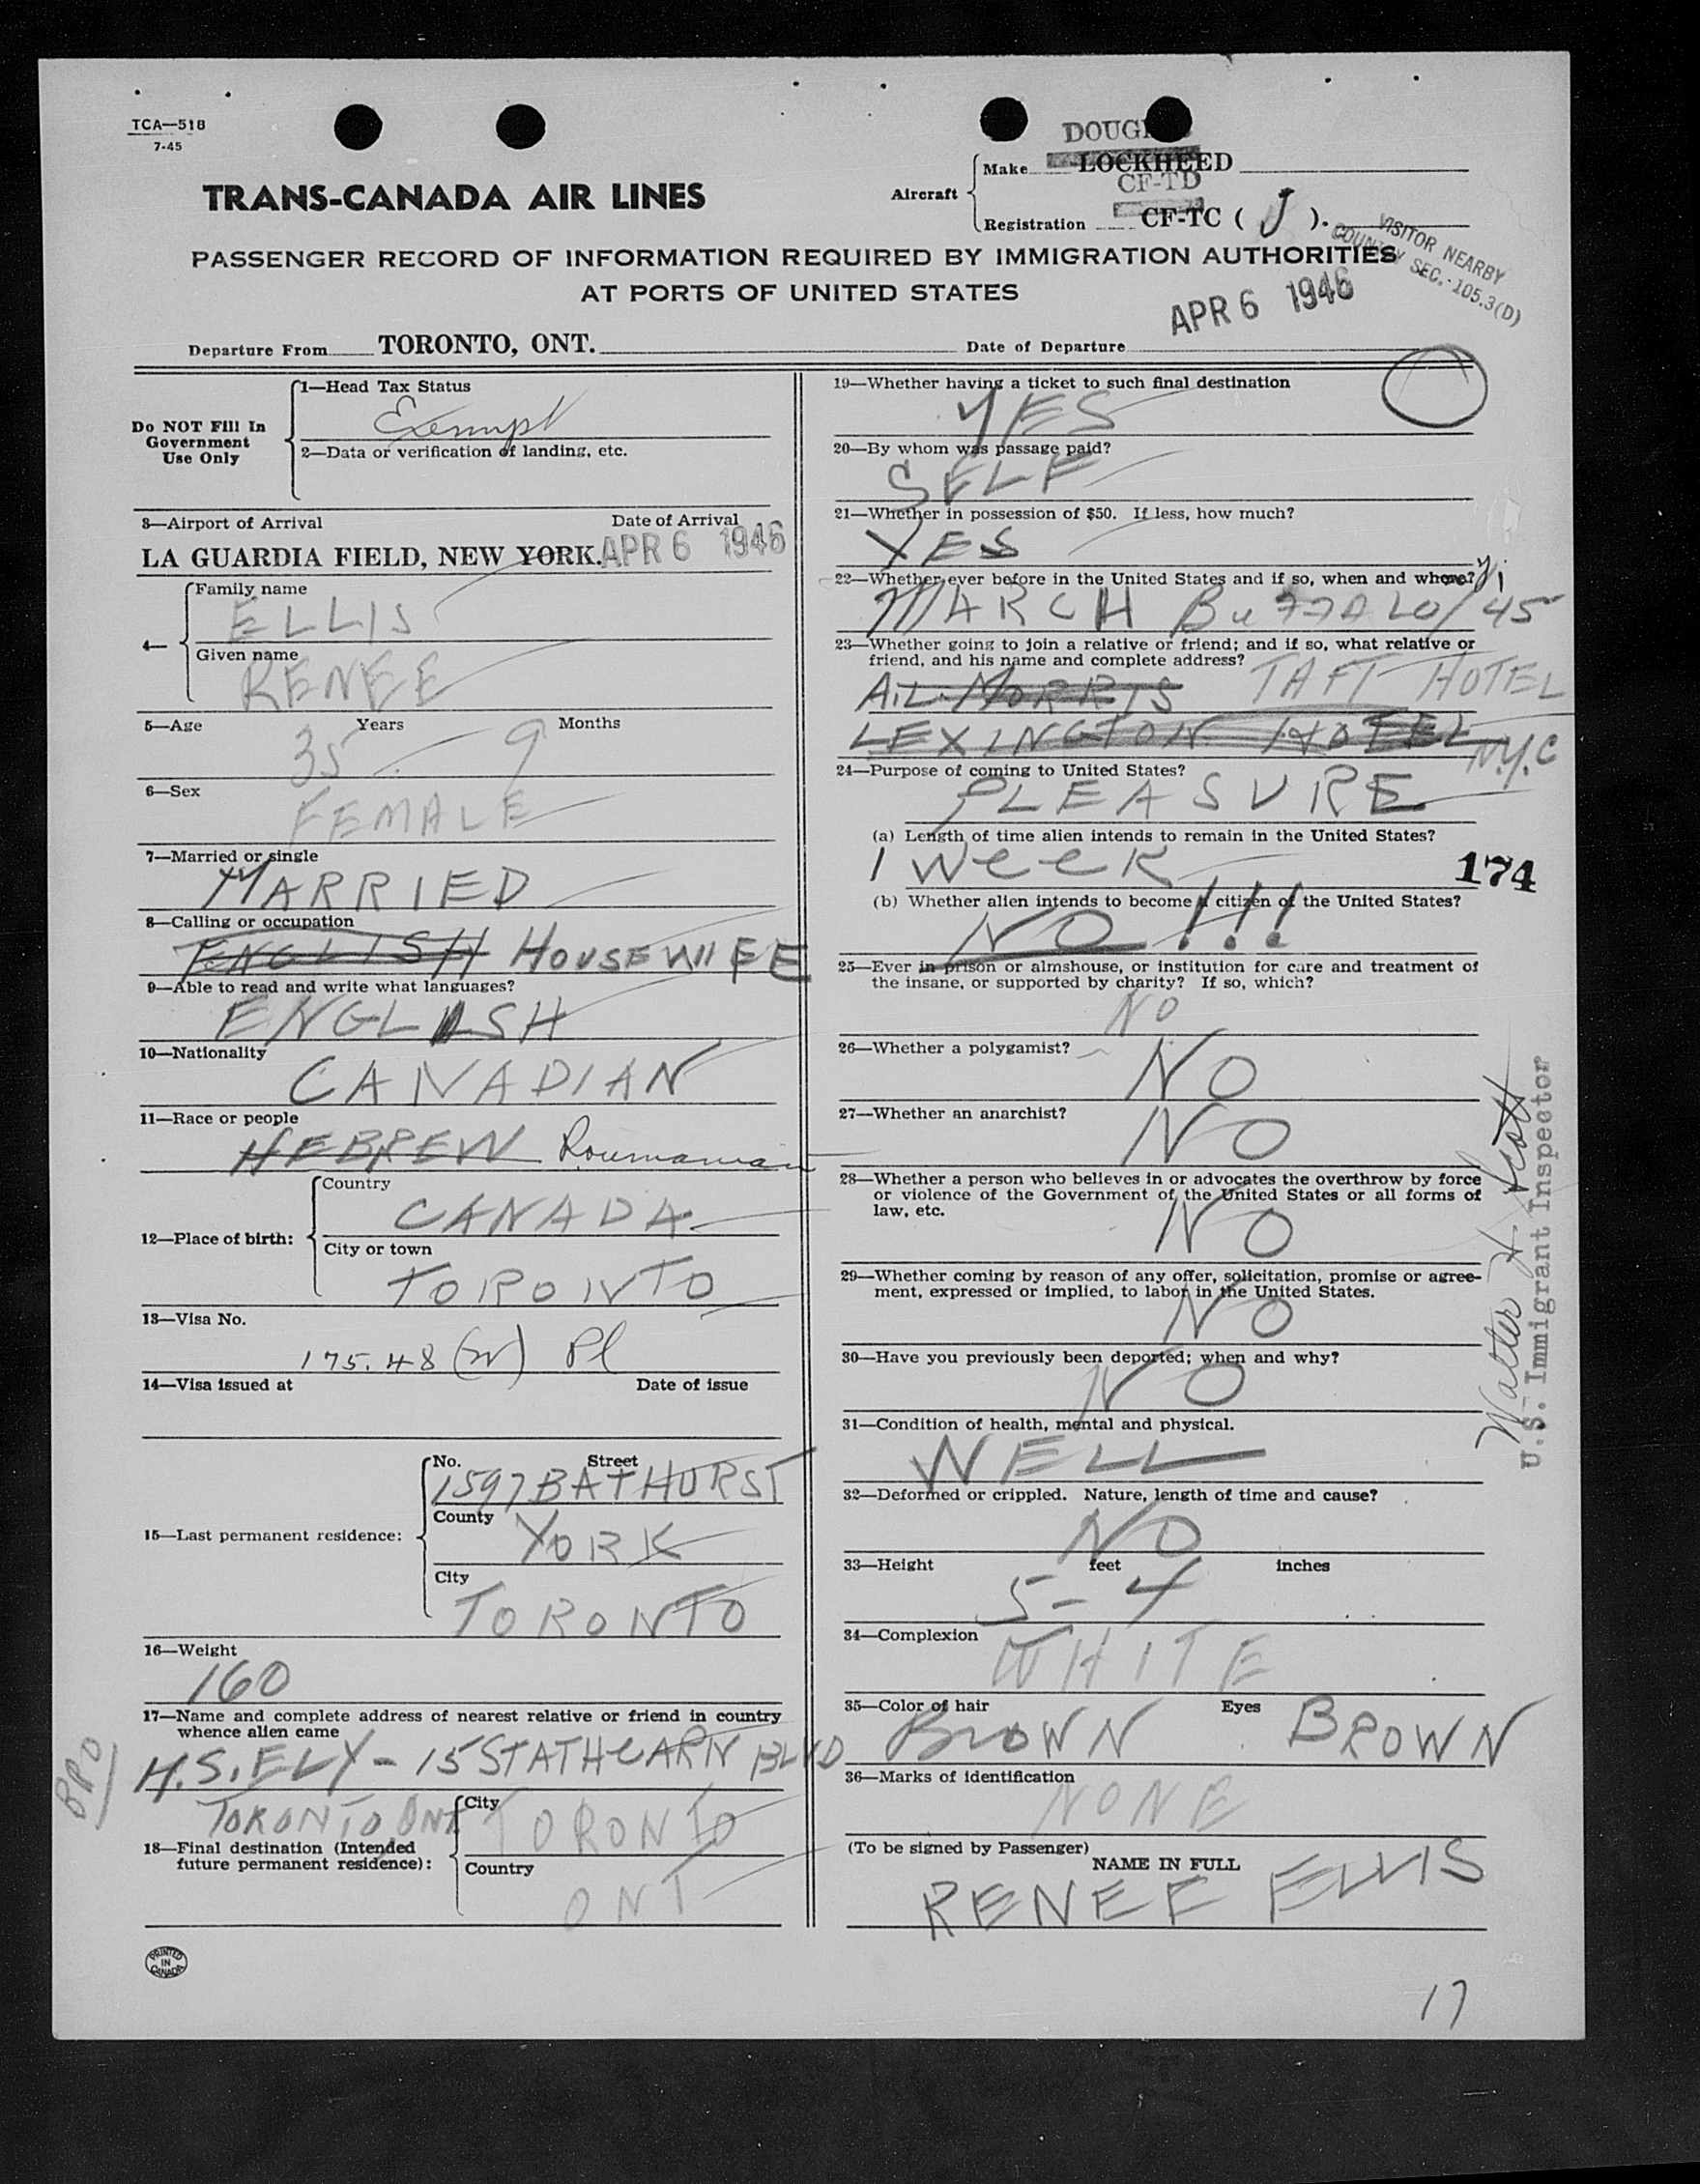 TCA—518
7-45
DOUG
Make LOCKHEED
CF-TD
TRANS-CANADA AIR LINES
Aircraft
Registration CF-TC ( J ).
VISITOR NEARBY
COUNTRY SEC.-105.3(D)
PASSENGER RECORD OF INFORMATION REQUIRED BY IMMIGRATION AUTHORITIES
AT PORTS OF UNITED STATES
APR 6 1946
Departure From TORONTO, ONT. Date of Departure
Do NOT Fill In
Government
Use Only
1—Head Tax Status
Exempt
2—Data or verification of landing, etc.
3—Airport of Arrival Date of Arrival
LA GUARDIA FIELD, NEW YORK. APR 6 1946
4—
Family name
ELLIS
Given name
RENEE
5—Age Years Months
35 9
6—Sex
FEMALE
7—Married or single
MARRIED
8—Calling or occupation
ENGLISH HOUSEWIFE
9—Able to read and write what languages?
ENGLISH
10—Nationality
CANADIAN
11—Race or people
HEBREW Roumanian
12—Place of birth:
Country
CANADA
City or town
TORONTO
13—Visa No.
175.48 Pl
14—Visa issued at Date of issue
15—Last permanent residence:
No. Street
1597 BATHURST
County
YORK
City
TORONTO
16—Weight
160
17—Name and complete address of nearest relative or friend in country
whence alien came
H.S. ELY - 15 STATHCARN BLVD
TORONTO ONT
BPO
18—Final destination (Intended
future permanent residence):
City
TORONTO
Country
ONT
PRINTED
IN
CANADA
19—Whether having a ticket to such final destination
YES
20—By whom was passage paid?
SELF
21—Whether in possession of $50. If less, how much?
YES
22—Whether ever before in the United States and if so, when and where?
MARCH BUFFALO/45
23—Whether going to join a relative or friend; and if so, what relative or
friend, and his name and complete address?
A.L. MORRIS TAFT HOTEL
LEXINGTON HOTEL N.Y.C
24—Purpose of coming to United States?
PLEASURE
(a) Length of time alien intends to remain in the United States?
1 Week
174
(b) Whether alien intends to become a citizen of the United States?
NO!!!
25—Ever in prison or almshouse, or institution for care and treatment of
the insane, or supported by charity? If so, which?
NO
26—Whether a polygamist?
NO
27—Whether an anarchist?
NO
28—Whether a person who believes in or advocates the overthrow by force
or violence of the Government of the United States or all forms of
law, etc.
NO
29—Whether coming by reason of any offer, solicitation, promise or agree-
ment, expressed or implied, to labor in the United States.
NO
30—Have you previously been deported; when and why?
NO
31—Condition of health, mental and physical.
WELL
32—Deformed or crippled. Nature, length of time and cause?
NO
33—Height feet inches
5-4
34—Complexion
WHITE
35—Color of hair Eyes
BROWN BROWN
36—Marks of identification
NONE
(To be signed by Passenger)
NAME IN FULL
RENEE ELLIS
Walter H. Scott
U.S. Immigrant Inspector
17